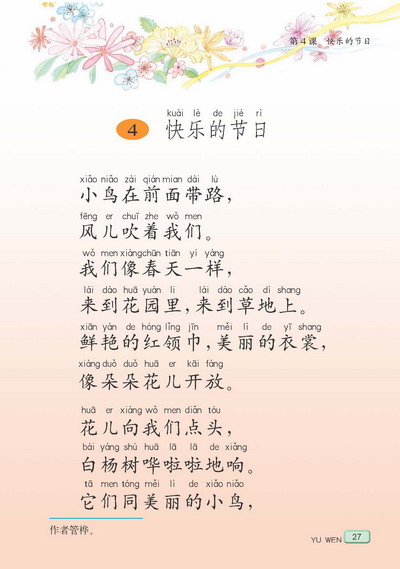 第4课 快乐的节日
kuài lè de jié rì
4 快乐的节日
xiǎo niǎo zài qián mian dài lù
小鸟在前面带路，
fēng er chuī zhe wǒ men
风儿吹着我们。
wǒ men xiàng chūn tiān yí yàng
我们像春天一样，
lái dào huā yuán li lái dào cǎo dì shang
来到花园里，来到草地上。
xiān yàn de hóng lǐng jīn měi lì de yī shang
鲜艳的红领巾，美丽的衣裳，
xiàng duǒ duǒ huā er kāi fàng
像朵朵花儿开放。
huā er xiàng wǒ men diǎn tóu
花儿向我们点头，
bái yáng shù huā lā lā de xiǎng
白杨树哗啦啦地响。
tā men tóng měi lì de xiǎo niǎo
它们同美丽的小鸟，
作者管桦。
YU WEN 27